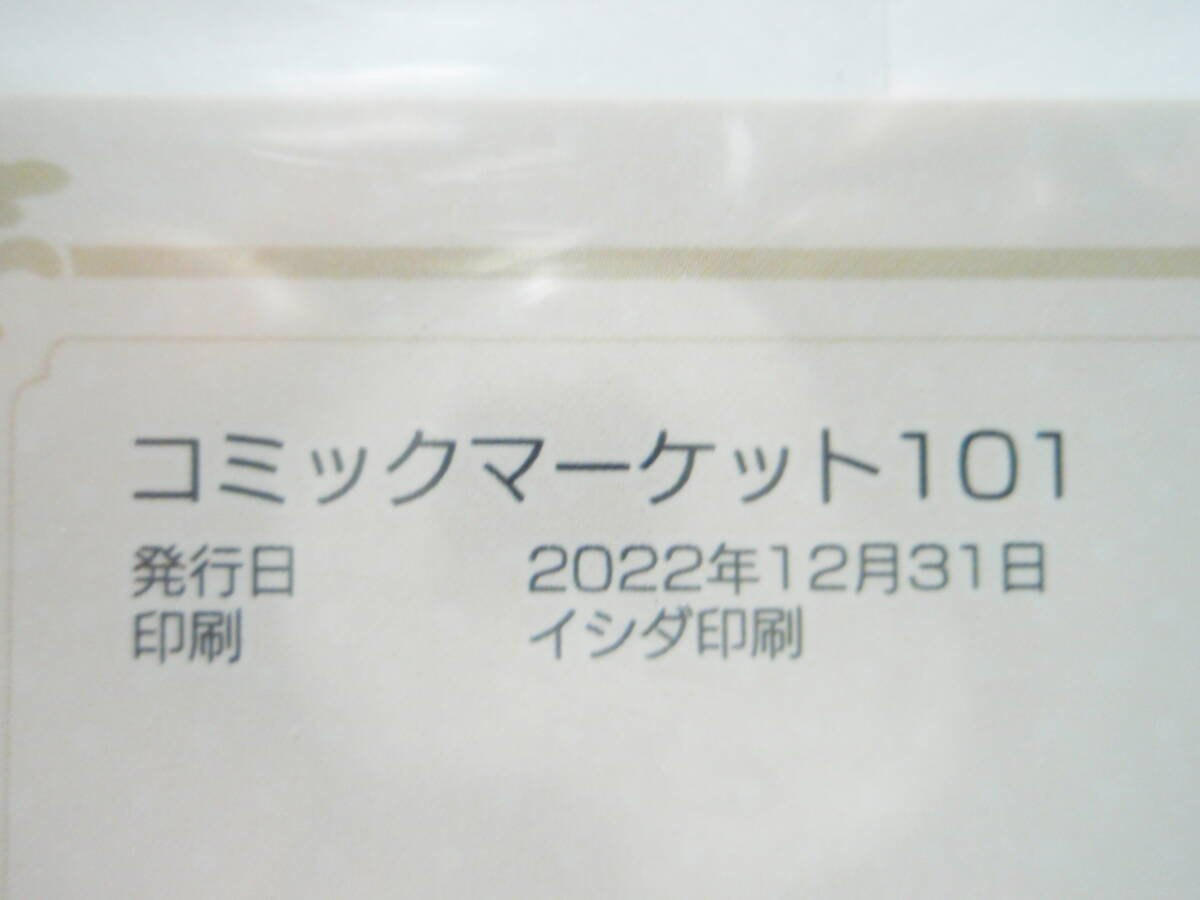 コミックマーケット101
発行日 2022年12月31日
印刷 イシダ印刷